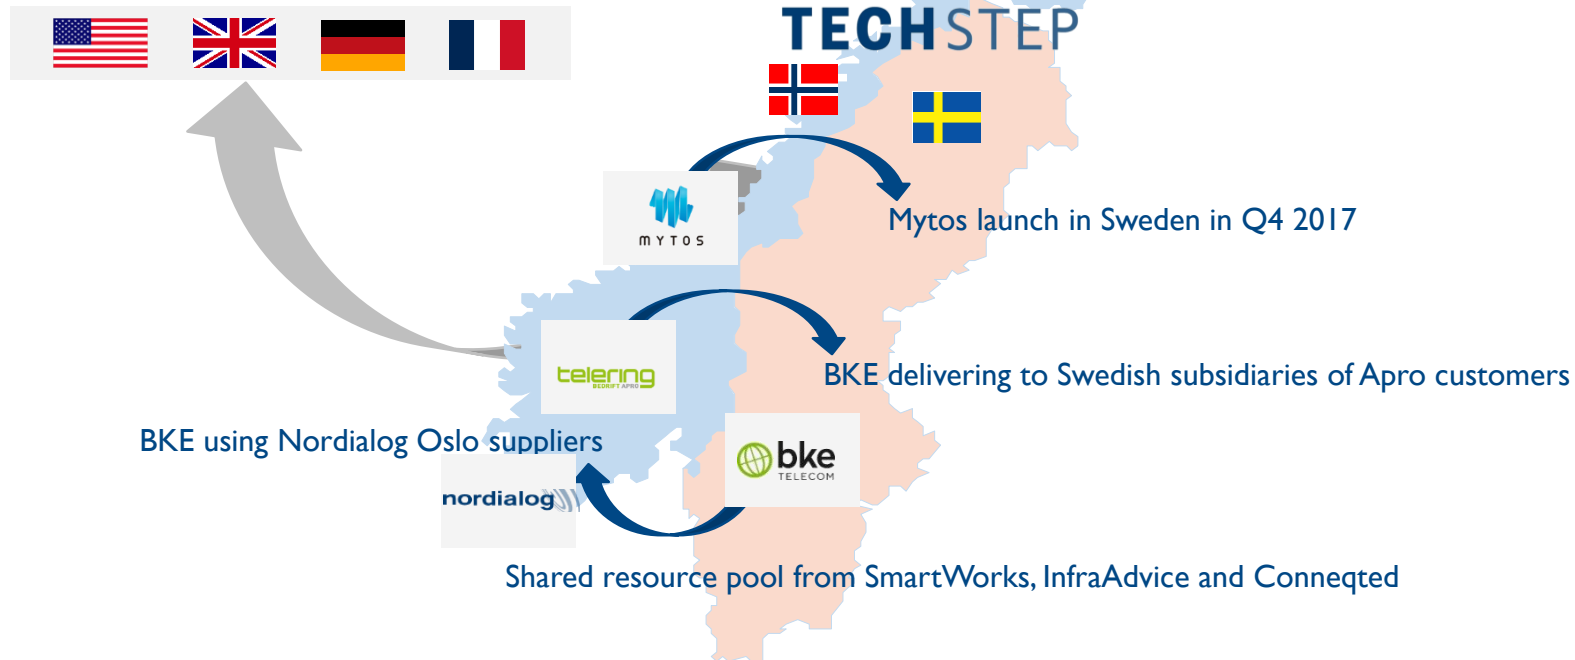 TECHSTEP
MYTOS
Mytos launch in Sweden in Q4 2017
telering
BEDRIFT APRO
BKE delivering to Swedish subsidiaries of Apro customers
BKE using Nordialog Oslo suppliers
bke
TELECOM
nordialog
Shared resource pool from SmartWorks, InfraAdvice and Conneqted